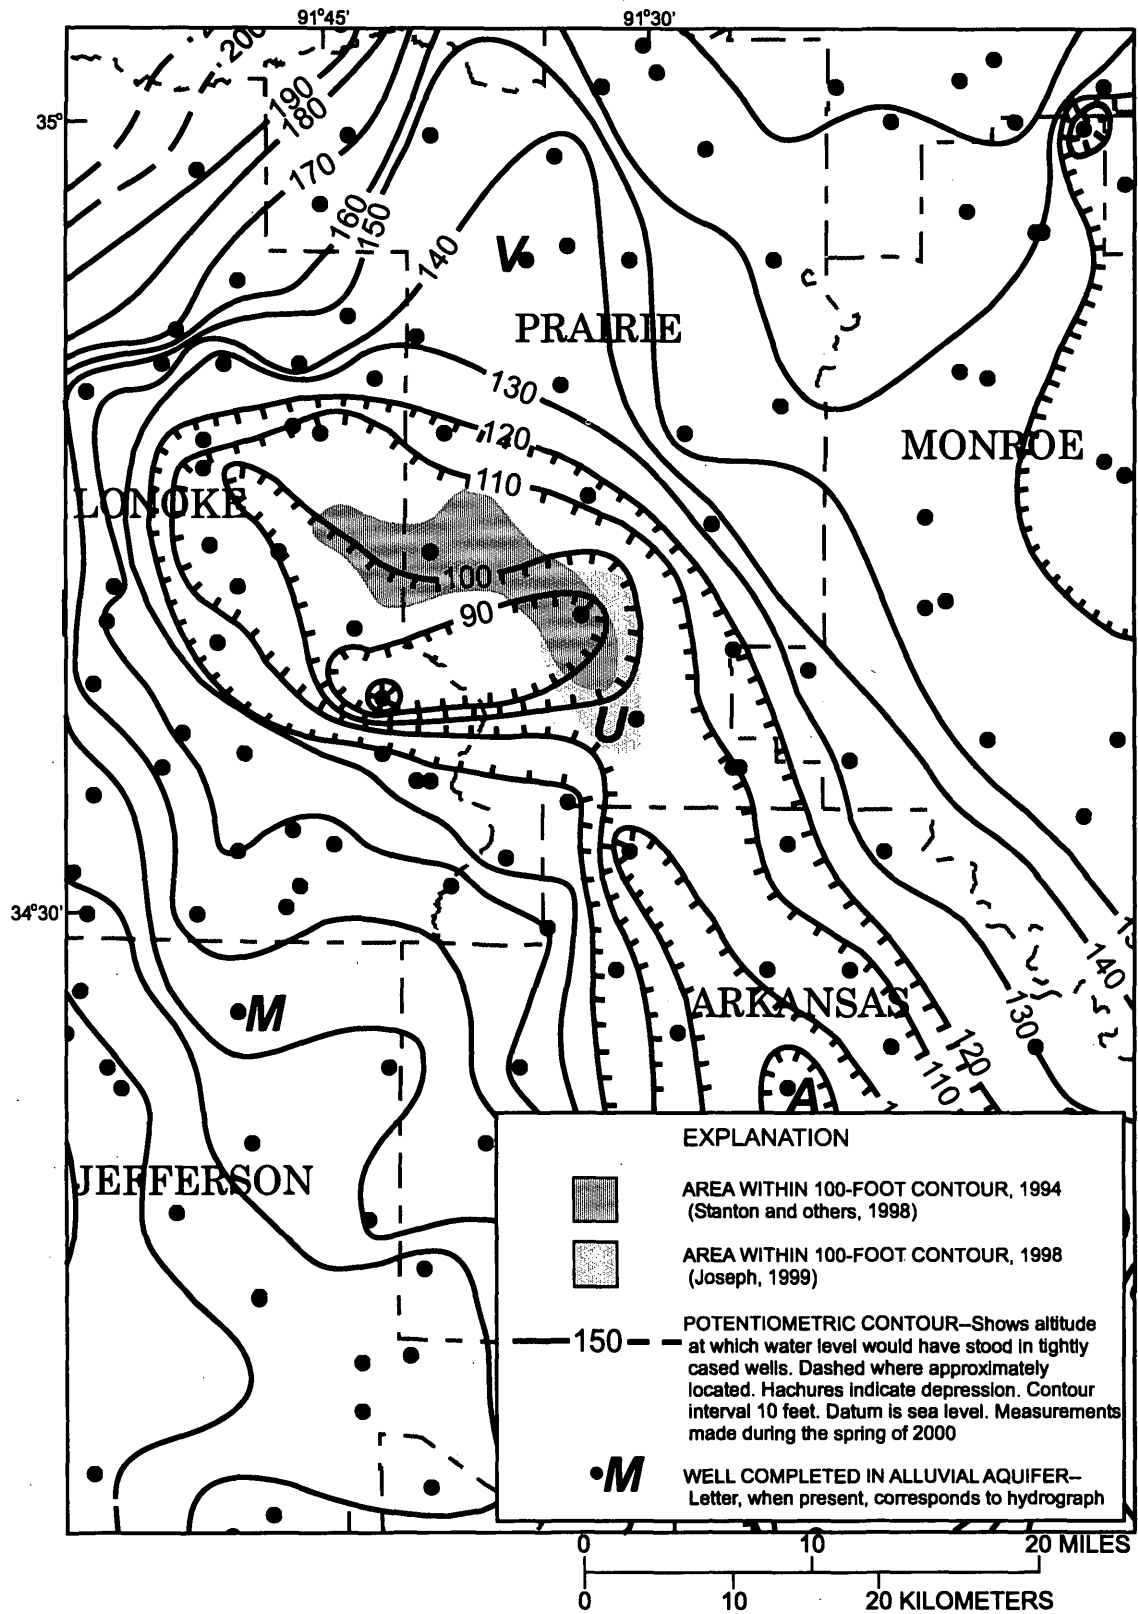 91°45'
91°30'
200
190
35°
180
170
160
150
140
V
PRAIRIE
130
120
MONROE
110
LONOKE
100
90
U
34°30'
140
ARKANSAS
M
130
120
110
A
EXPLANATION
JEFFERSON
AREA WITHIN 100-FOOT CONTOUR, 1994
(Stanton and others, 1998)
AREA WITHIN 100-FOOT CONTOUR, 1998
(Joseph, 1999)
150
POTENTIOMETRIC CONTOUR–Shows altitude
at which water level would have stood in tightly
cased wells. Dashed where approximately
located. Hachures indicate depression. Contour
interval 10 feet. Datum is sea level. Measurements
made during the spring of 2000
M
WELL COMPLETED IN ALLUVIAL AQUIFER–
Letter, when present, corresponds to hydrograph
0 10 20 MILES
0 10 20 KILOMETERS